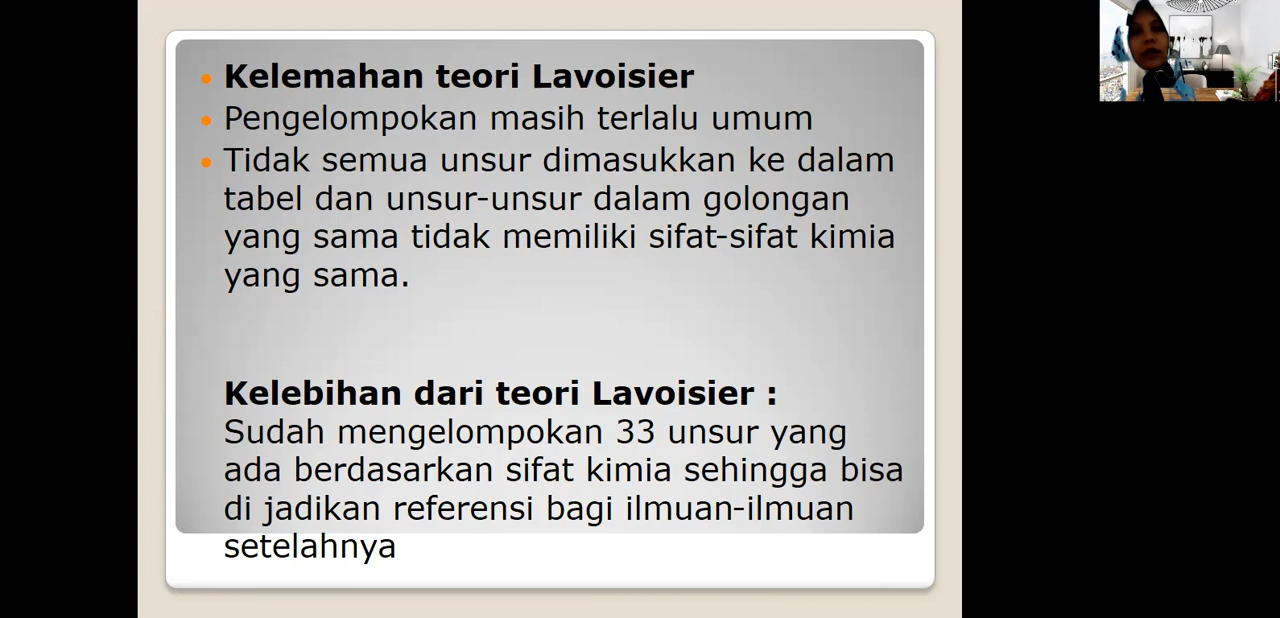 Kelemahan teori Lavoisier
Pengelompokan masih terlalu umum
Tidak semua unsur dimasukkan ke dalam
tabel dan unsur-unsur dalam golongan
yang sama tidak memiliki sifat-sifat kimia
yang sama.
Kelebihan dari teori Lavoisier :
Sudah mengelompokan 33 unsur yang
ada berdasarkan sifat kimia sehingga bisa
di jadikan referensi bagi ilmuan-ilmuan
setelahnya